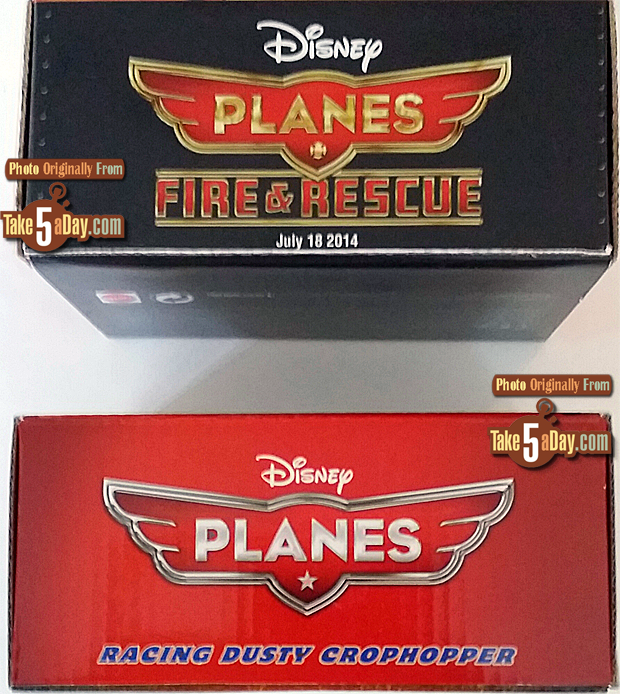 Disney
PLANES
FIRE & RESCUE
July 18 2014
Photo Originally From
Take5aDay.com
Photo Originally From
Take5aDay.com
Disney
PLANES
RACING DUSTY CROPHOPPER